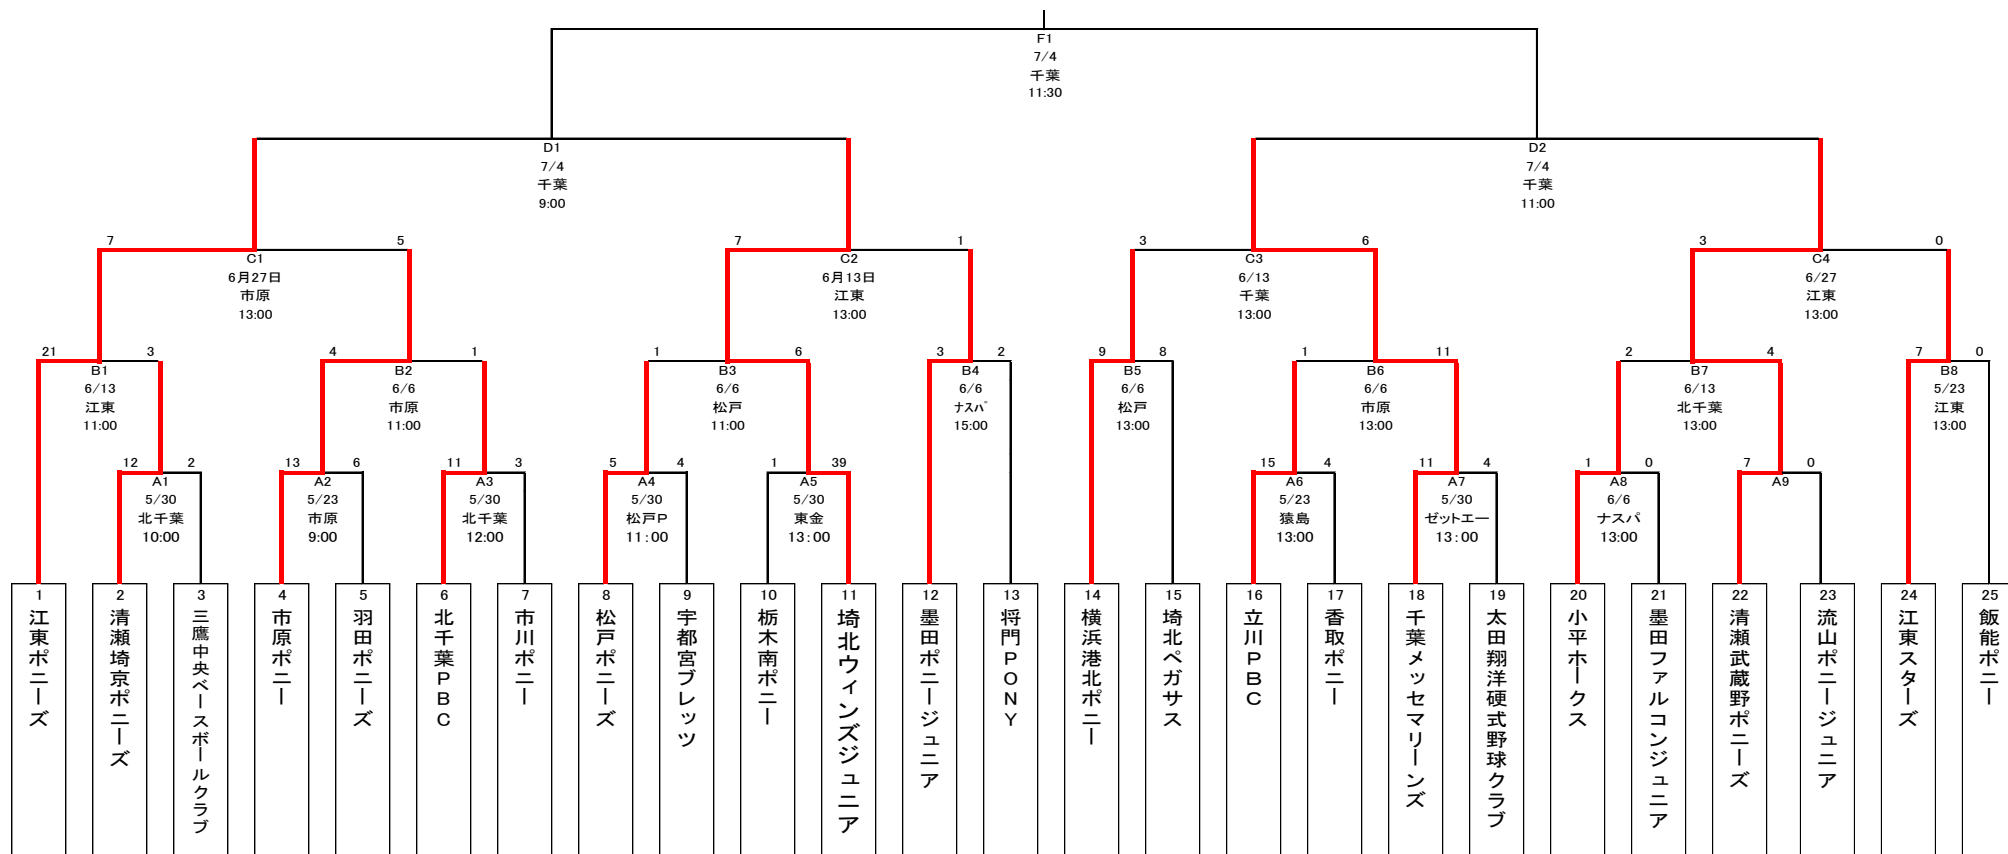 F1
7/4
千葉
11:30
D1
7/4
千葉
9:00
D2
7/4
千葉
11:00
7 5
C1
6月27日
市原
13:00
7 1
C2
6月13日
江東
13:00
3 6
C3
6/13
千葉
13:00
3 0
C4
6/27
江東
13:00
21 3
B1
6/13
江東
11:00
4 1
B2
6/6
市原
11:00
1 6
B3
6/6
松戸
11:00
3 2
B4
6/6
ナスパ
15:00
9 8
B5
6/6
松戸
13:00
1 11
B6
6/6
市原
13:00
2 4
B7
6/13
北千葉
13:00
7 0
B8
5/23
江東
13:00
12 2
A1
5/30
北千葉
10:00
13 6
A2
5/23
市原
9:00
11 3
A3
5/30
北千葉
12:00
5 4
A4
5/30
松戸P
11:00
1 39
A5
5/30
東金
13:00
15 4
A6
5/23
猿島
13:00
11 4
A7
5/30
ゼットエー
13:00
1 0
A8
6/6
ナスパ
13:00
7 0
A9
1
江東ポニーズ
2
清瀬埼京ポニーズ
3
三鷹中央ベースボールクラブ
4
市原ポニー
5
羽田ポニーズ
6
北千葉PBC
7
市川ポニー
8
松戸ポニーズ
9
宇都宮ブレッツ
10
栃木南ポニー
11
埼北ウィンズジュニア
12
墨田ポニージュニア
13
将門PONY
14
横浜港北ポニー
15
埼北ペガサス
16
立川PBC
17
香取ポニー
18
千葉メッセマリーンズ
19
太田翔洋硬式野球クラブ
20
小平ホークス
21
墨田ファルコンジュニア
22
清瀬武蔵野ポニーズ
23
流山ポニージュニア
24
江東スターズ
25
飯能ポニー